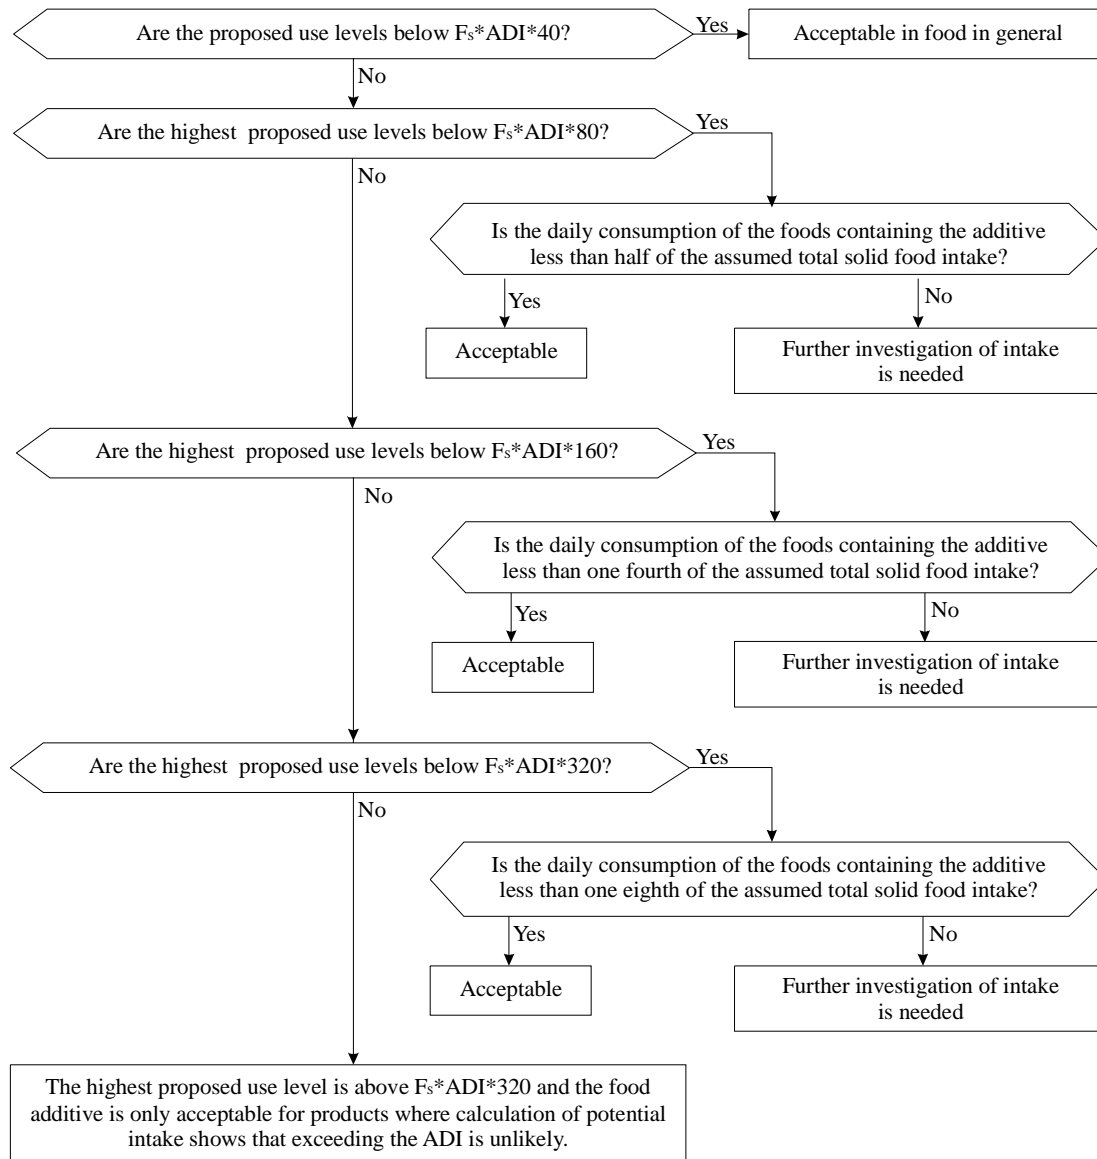 Are the proposed use levels below Fs*ADI*40?
Yes
Acceptable in food in general
No
Are the highest proposed use levels below Fs*ADI*80?
Yes
No
Is the daily consumption of the foods containing the additive
less than half of the assumed total solid food intake?
Yes
No
Acceptable
Further investigation of intake
is needed
Are the highest proposed use levels below Fs*ADI*160?
Yes
No
Is the daily consumption of the foods containing the additive
less than one fourth of the assumed total solid food intake?
Yes
No
Acceptable
Further investigation of intake
is needed
Are the highest proposed use levels below Fs*ADI*320?
Yes
No
Is the daily consumption of the foods containing the additive
less than one eighth of the assumed total solid food intake?
Yes
No
Acceptable
Further investigation of intake
is needed
The highest proposed use level is above Fs*ADI*320 and the food
additive is only acceptable for products where calculation of potential
intake shows that exceeding the ADI is unlikely.